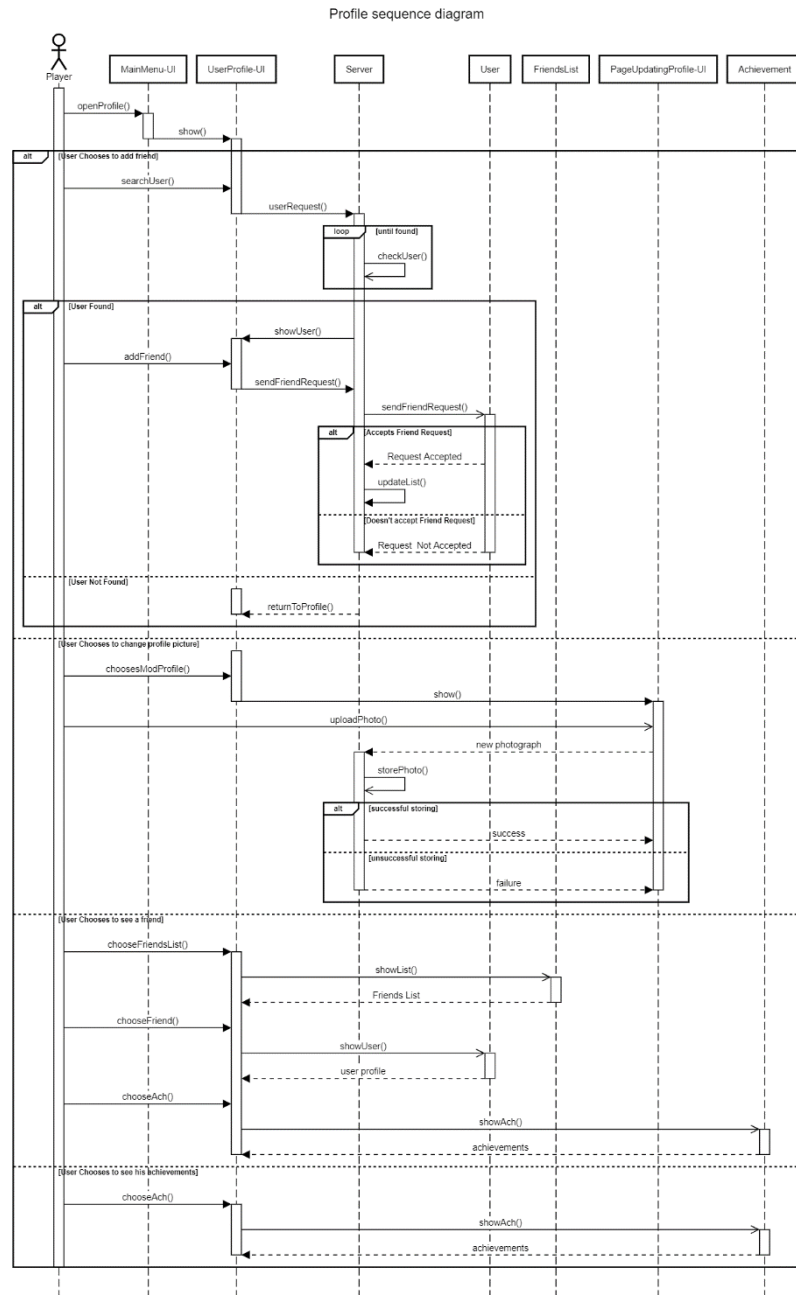 Profile sequence diagram
Player
MainMenu-UI
UserProfile-UI
Server
User
FriendsList
PageUpdatingProfile-UI
Achievement
openProfile()
show()
alt
[User Chooses to add friend]
searchUser()
userRequest()
loop
[until found]
checkUser()
alt
[User Found]
showUser()
addFriend()
sendFriendRequest()
sendFriendRequest()
alt
[Accepts Friend Request]
Request Accepted
updateList()
[Doesn't accept Friend Request]
Request Not Accepted
[User Not Found]
returnToProfile()
[User Chooses to change profile picture]
choosesModProfile()
show()
uploadPhoto()
new photograph
storePhoto()
alt
[successful storing]
success
[unsuccessful storing]
failure
[User Chooses to see a friend]
chooseFriendsList()
showList()
Friends List
chooseFriend()
showUser()
user profile
chooseAch()
showAch()
achievements
[User Chooses to see his achievements]
chooseAch()
showAch()
achievements